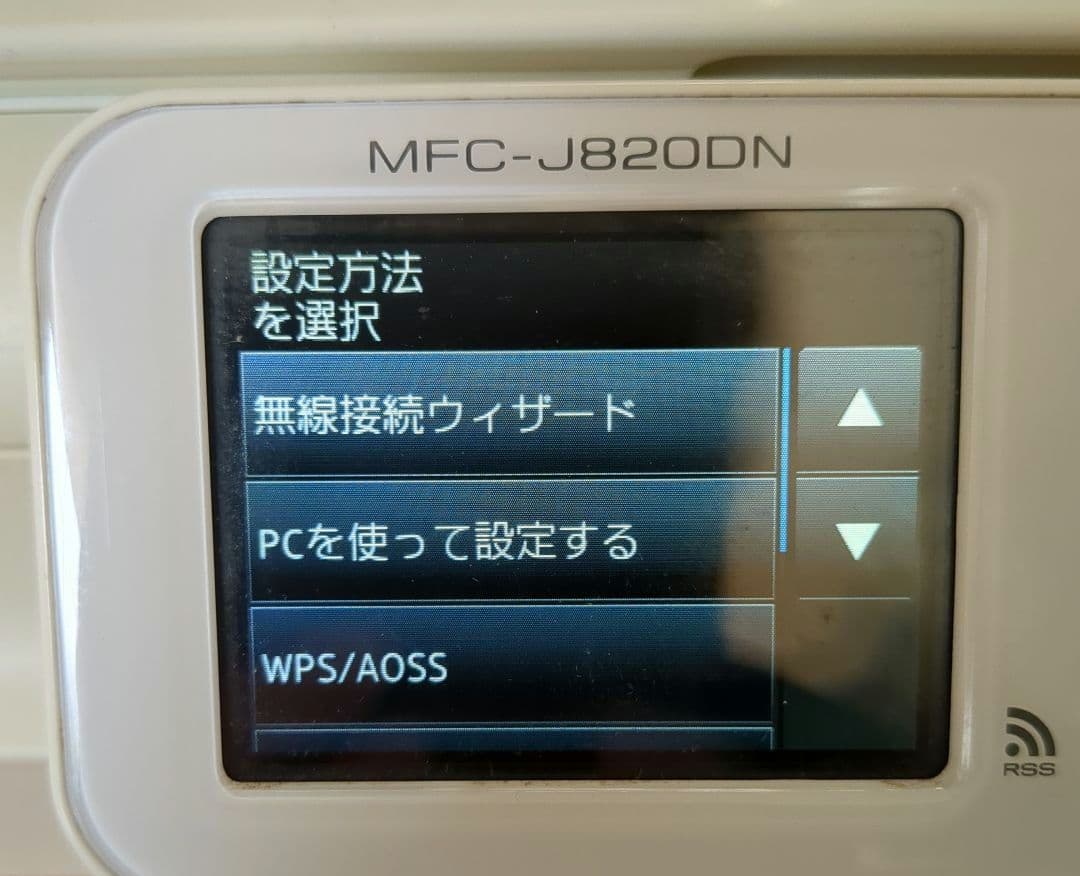 MFC-J820DN
設定方法
を選択
無線接続ウィザード
PCを使って設定する
WPS/AOSS
RSS